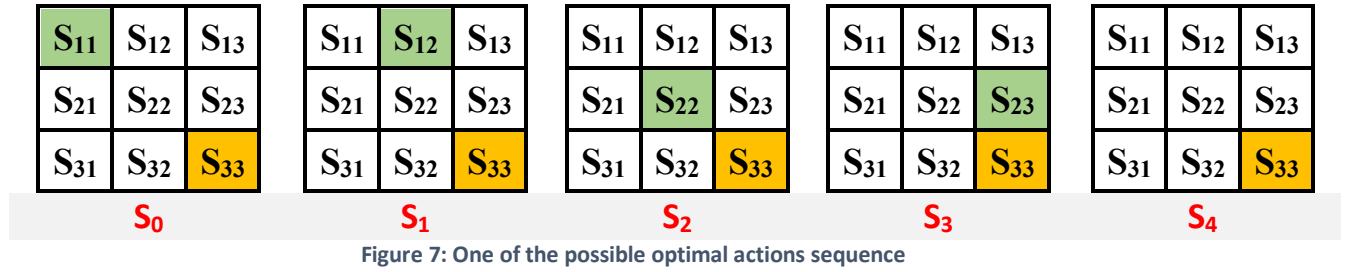 S₁₁ S₁₂ S₁₃ S₁₁ S₁₂ S₁₃ S₁₁ S₁₂ S₁₃ S₁₁ S₁₂ S₁₃ S₁₁ S₁₂ S₁₃
S₂₁ S₂₂ S₂₃ S₂₁ S₂₂ S₂₃ S₂₁ S₂₂ S₂₃ S₂₁ S₂₂ S₂₃ S₂₁ S₂₂ S₂₃
S₃₁ S₃₂ S₃₃ S₃₁ S₃₂ S₃₃ S₃₁ S₃₂ S₃₃ S₃₁ S₃₂ S₃₃ S₃₁ S₃₂ S₃₃
S₀ S₁ S₂ S₃ S₄
Figure 7: One of the possible optimal actions sequence